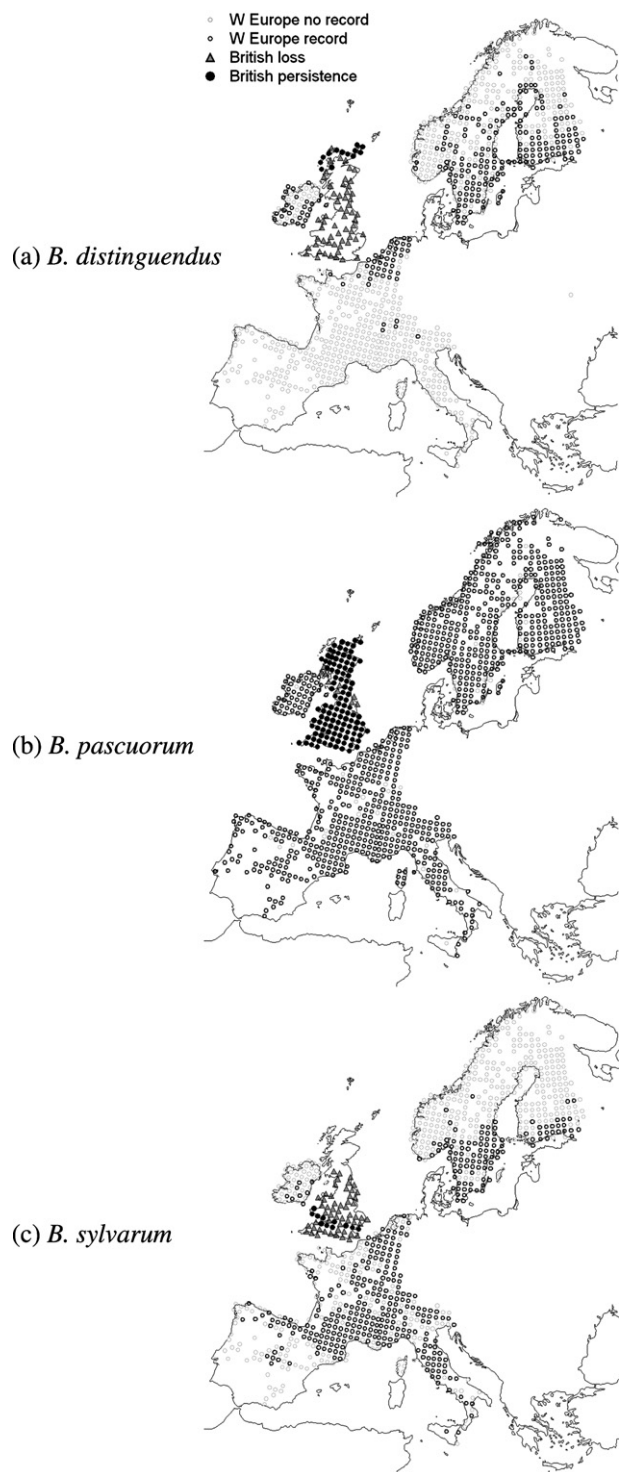 W Europe no record
W Europe record
British loss
British persistence
(a) B. distinguendus
(b) B. pascuorum
(c) B. sylvarum